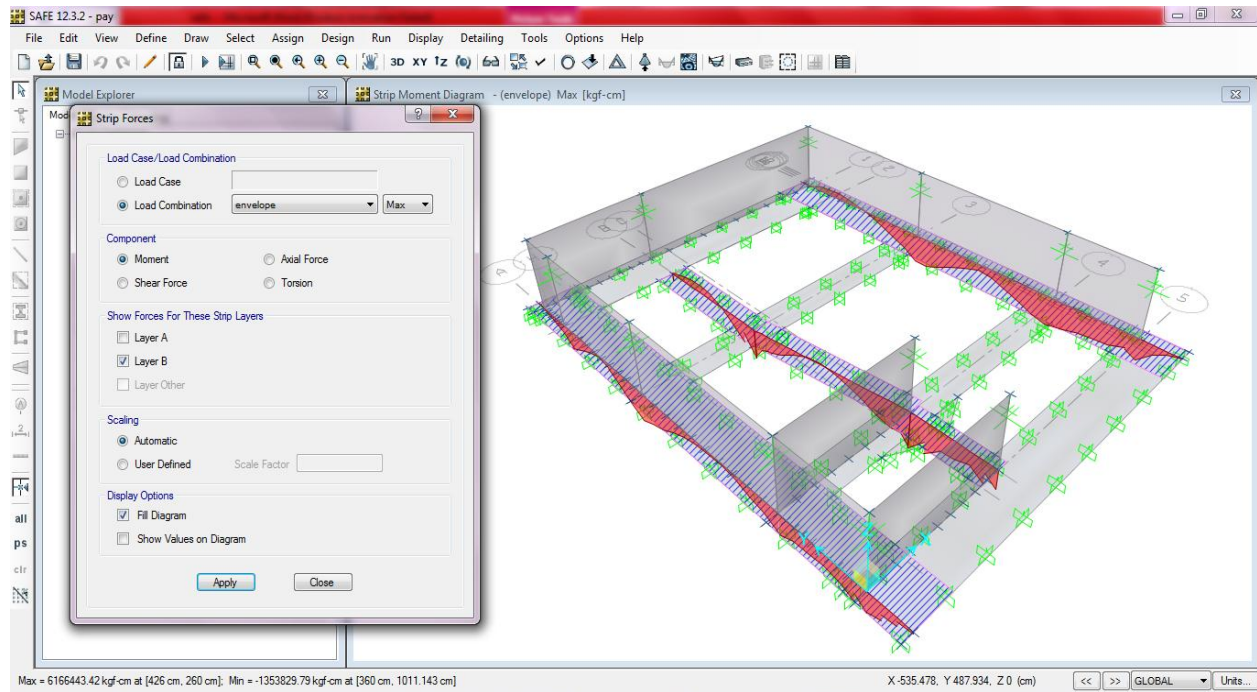 SAFE 12.3.2 - pay
File Edit View Define Draw Select Assign Design Run Display Detailing Tools Options Help
3D XY
Model Explorer
Strip Moment Diagram - (envelope) Max [kgf-cm]
Mod
Strip Forces
Load Case/Load Combination
Load Case
Load Combination envelope Max
Component
Moment Axial Force
Shear Force Torsion
Show Forces For These Strip Layers
Layer A
Layer B
Layer Other
Scaling
Automatic
User Defined Scale Factor
Display Options
Fill Diagram
Show Values on Diagram
Apply Close
all
ps
clr
1
2
3
4
5
A
B
C
Max = 6166443.42 kgf-cm at [426 cm, 260 cm]; Min = -1353829.79 kgf-cm at [360 cm, 1011.143 cm]
X -535.478, Y 487.934, Z 0 (cm)
<< >> GLOBAL Units...